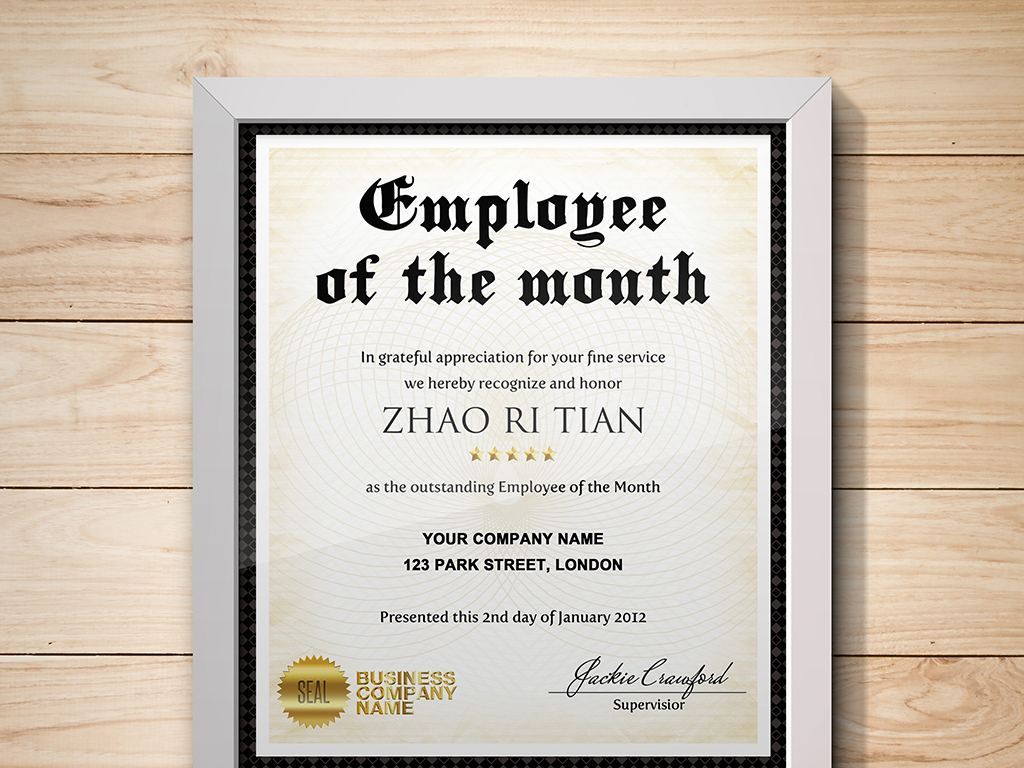 Employee
of the month
In grateful appreciation for your fine service
we hereby recognize and honor
ZHAO RI TIAN
as the outstanding Employee of the Month
YOUR COMPANY NAME
123 PARK STREET, LONDON
Presented this 2nd day of January 2012
SEAL
BUSINESS
COMPANY
NAME
Jackie Crawford
Supervisior